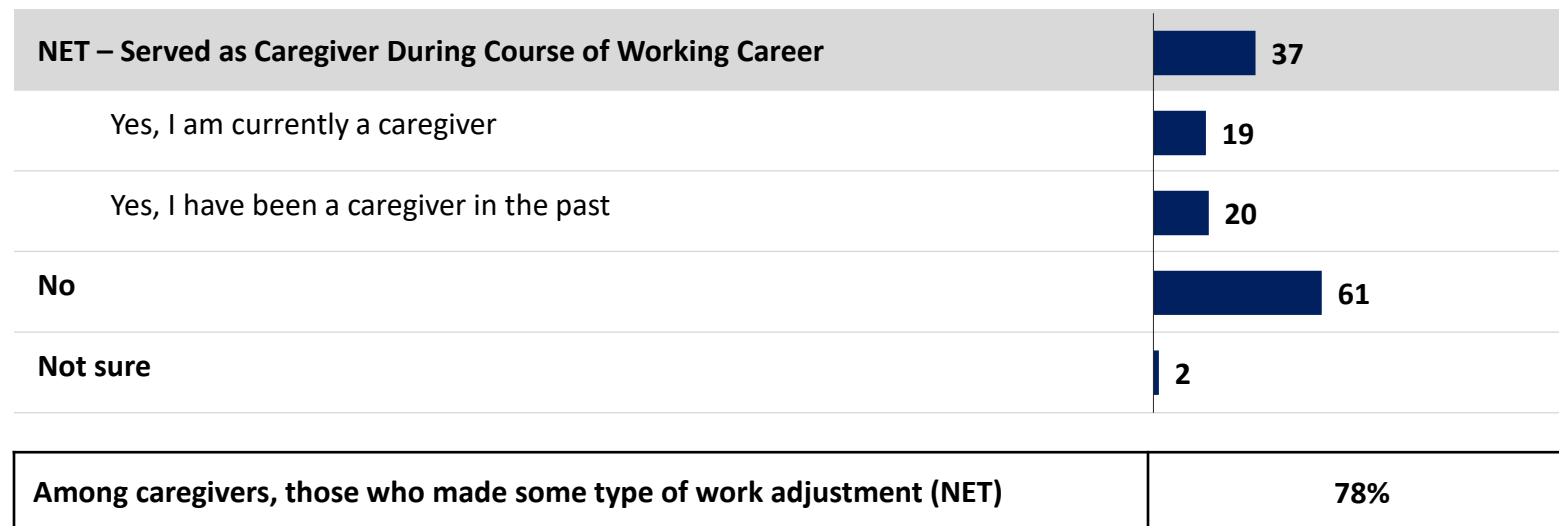 NET – Served as Caregiver During Course of Working Career 37
Yes, I am currently a caregiver 19
Yes, I have been a caregiver in the past 20
No 61
Not sure 2
Among caregivers, those who made some type of work adjustment (NET) 78%